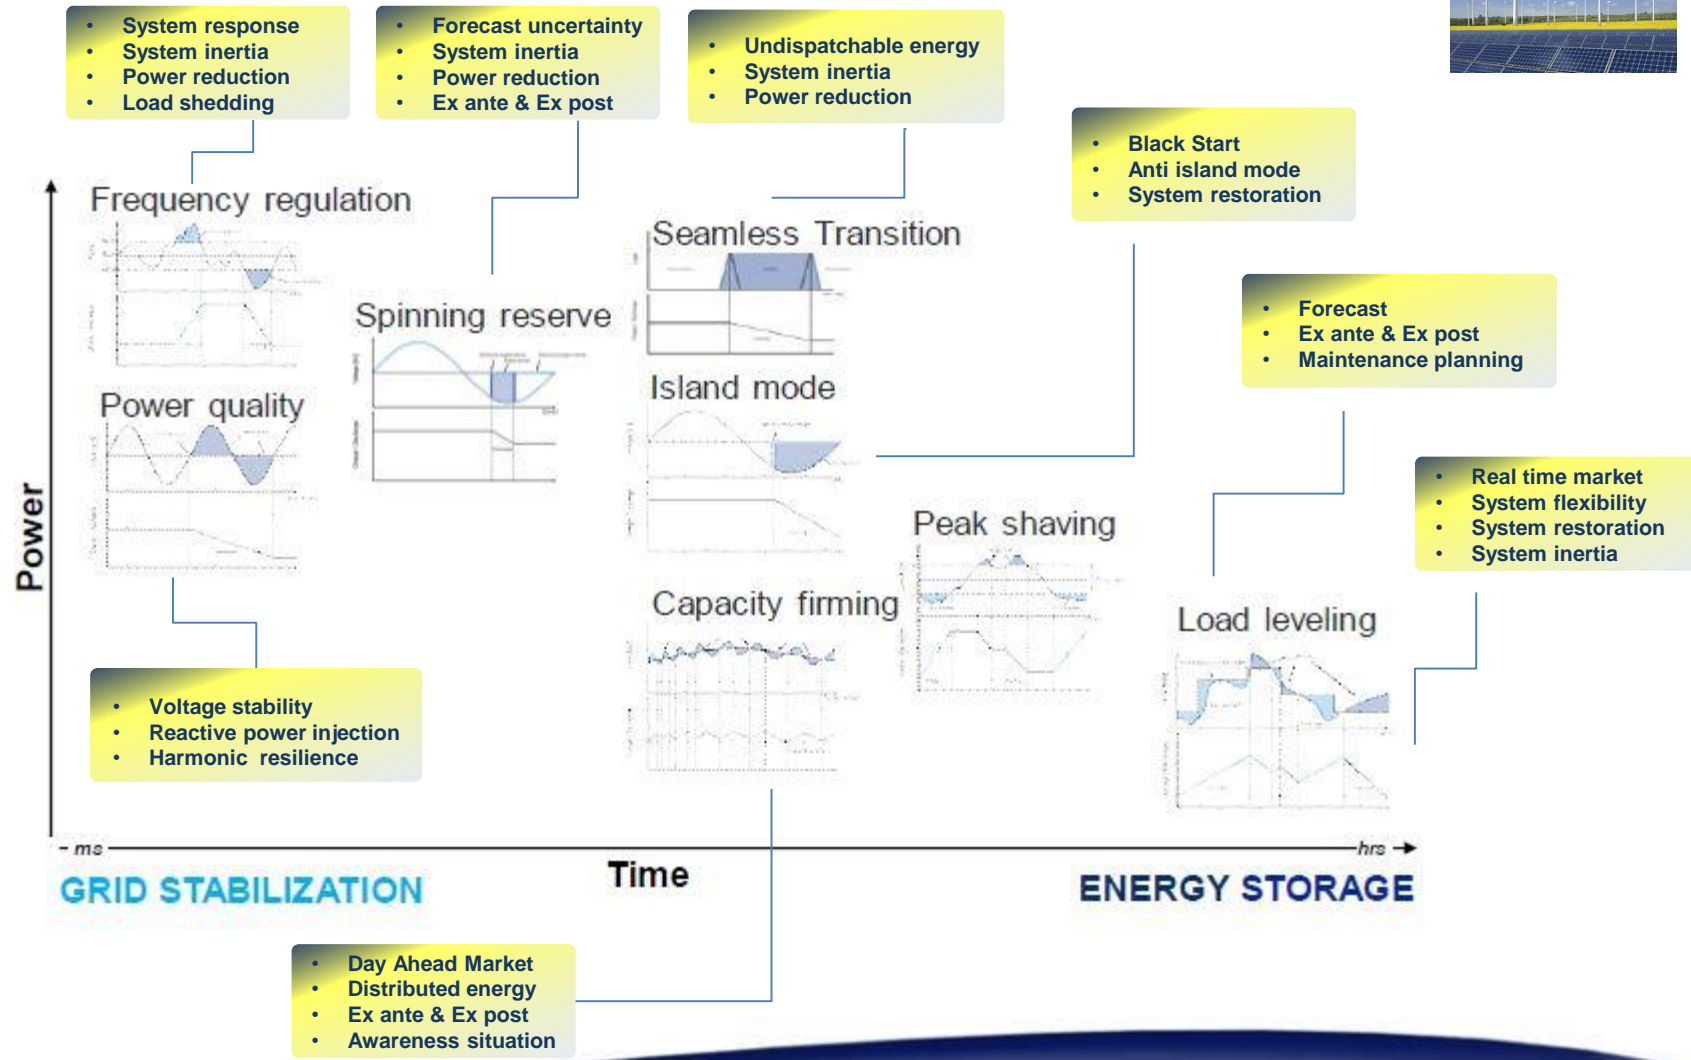 • System response
• System inertia
• Power reduction
• Load shedding
• Forecast uncertainty
• System inertia
• Power reduction
• Ex ante & Ex post
• Undispatchable energy
• System inertia
• Power reduction
• Black Start
• Anti island mode
• System restoration
Frequency regulation
Seamless Transition
Spinning reserve
• Forecast
• Ex ante & Ex post
• Maintenance planning
Power quality
Island mode
• Real time market
• System flexibility
• System restoration
• System inertia
Power
Peak shaving
Capacity firming
Load leveling
• Voltage stability
• Reactive power injection
• Harmonic resilience
ms
Time
hrs
GRID STABILIZATION
ENERGY STORAGE
• Day Ahead Market
• Distributed energy
• Ex ante & Ex post
• Awareness situation